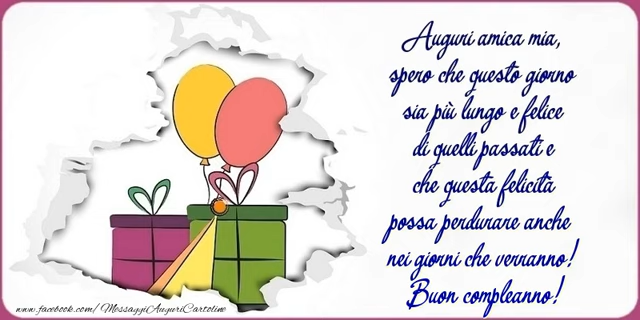 Auguri amica mia,
spero che questo giorno
sia più lungo e felice
di quelli passati e
che questa felicità
possa perdurare anche
nei giorni che verranno!
Buon compleanno!
www.facebook.com/MessaggiAuguriCartoline